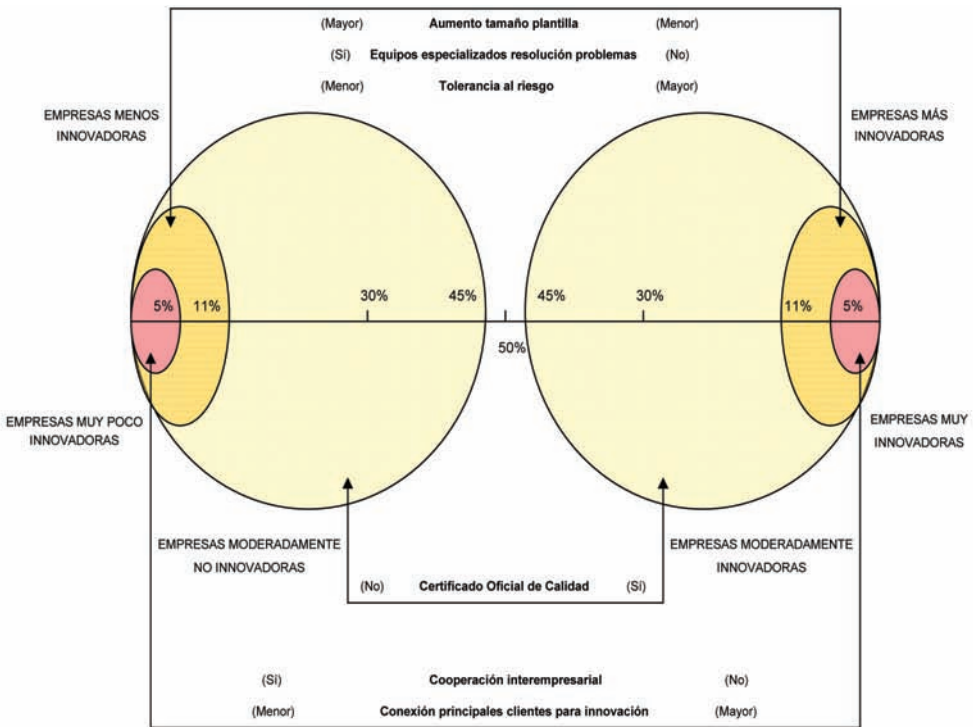 (Mayor) Aumento tamaño plantilla (Menor)
(Sí) Equipos especializados resolución problemas (No)
(Menor) Tolerancia al riesgo (Mayor)
EMPRESAS MENOS
INNOVADORAS
EMPRESAS MÁS
INNOVADORAS
5% 11% 30% 45% 45% 30% 11% 5%
50%
EMPRESAS MUY POCO
INNOVADORAS
EMPRESAS MUY
INNOVADORAS
EMPRESAS MODERADAMENTE
NO INNOVADORAS
EMPRESAS MODERADAMENTE
INNOVADORAS
(No) Certificado Oficial de Calidad (Sí)
(Sí) Cooperación interempresarial (No)
(Menor) Conexión principales clientes para innovación (Mayor)